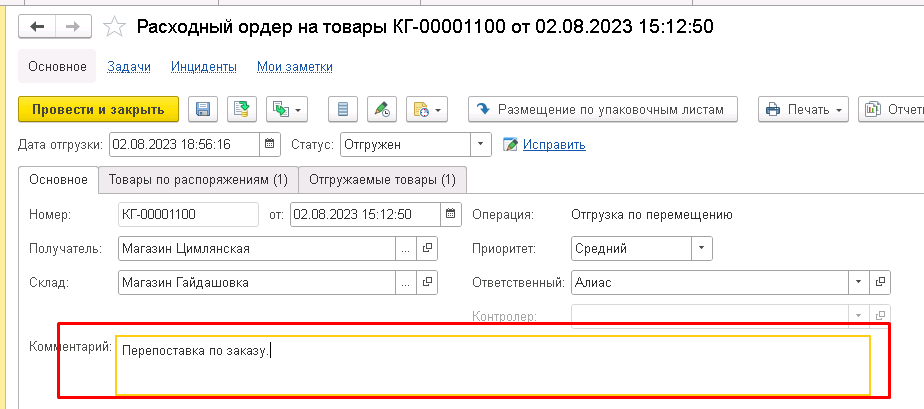 Расходный ордер на товары КГ-00001100 от 02.08.2023 15:12:50
Основное Задачи Инциденты Мои заметки
Провести и закрыть Размещение по упаковочным листам Печать
Дата отгрузки: 02.08.2023 18:56:16 Статус: Отгружен Исправить
Основное Товары по распоряжениям (1) Отгружаемые товары (1)
Номер: КГ-00001100 от: 02.08.2023 15:12:50 Операция: Отгрузка по перемещению
Получатель: Магазин Цимлянская ... Приоритет: Средний
Склад: Магазин Гайдашовка ... Ответственный: Алиас
Контролер:
Комментарий: Перепоставка по заказу.